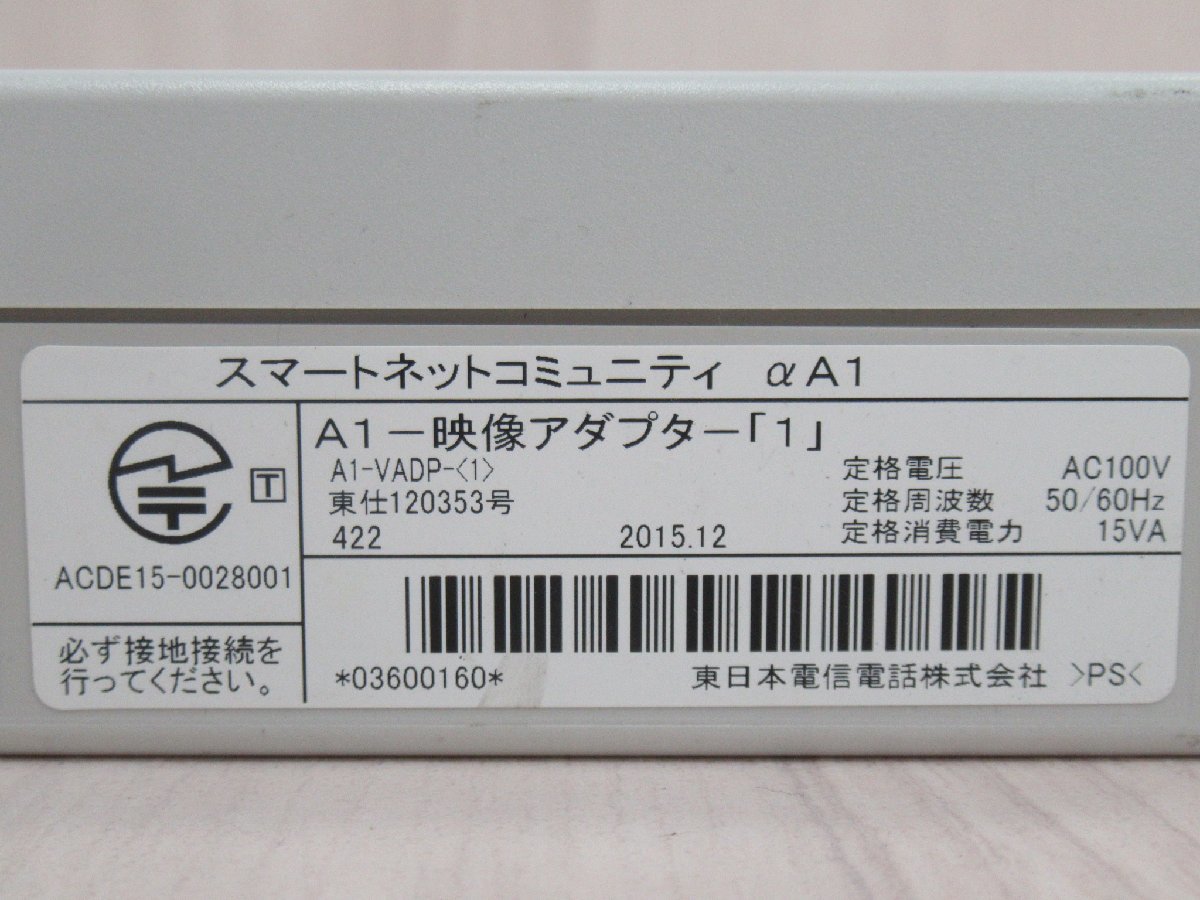 スマートネットコミュニティ αA1
T
ACDE15-0028001
必ず接地接続を
行ってください。
A1－映像アダプター「1」
A1-VADP-<1>
東仕120353号
422 2015.12
定格電圧 AC100V
定格周波数 50/60Hz
定格消費電力 15VA
*03600160* 東日本電信電話株式会社 >PS<